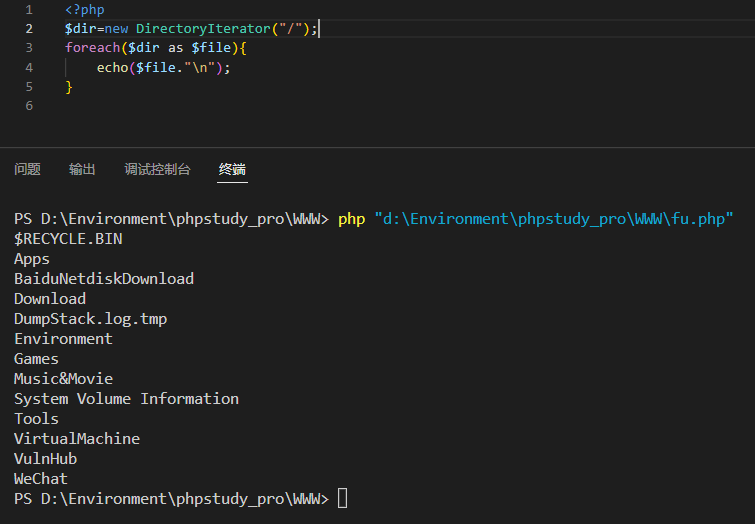 1 <?php
2 $dir=new DirectoryIterator("/");
3 foreach($dir as $file){
4     echo($file."\n");
5 }
6
问题 输出 调试控制台 终端
PS D:\Environment\phpstudy_pro\WWW> php "d:\Environment\phpstudy_pro\WWW\fu.php"
$RECYCLE.BIN
Apps
BaiduNetdiskDownload
Download
DumpStack.log.tmp
Environment
Games
Music&Movie
System Volume Information
Tools
VirtualMachine
VulnHub
WeChat
PS D:\Environment\phpstudy_pro\WWW>